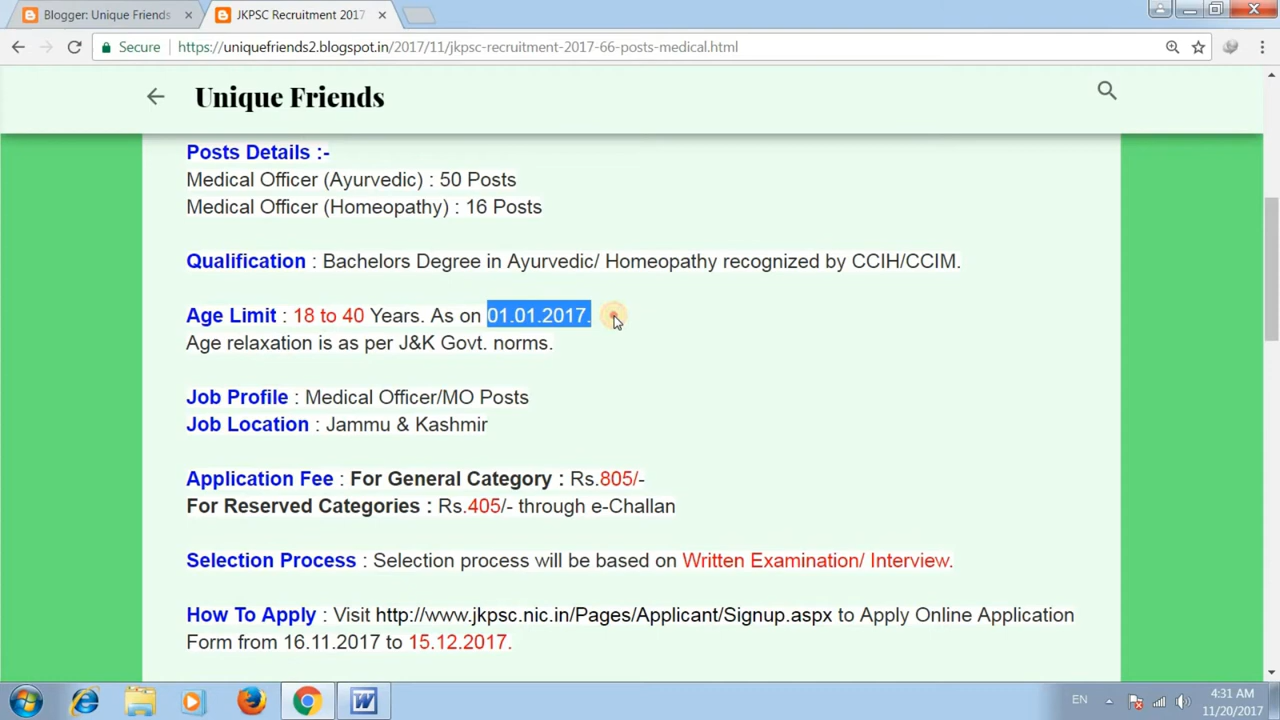 Blogger: Unique Friends
JKPSC Recruitment 2017
Secure
https://uniquefriends2.blogspot.in/2017/11/jkpsc-recruitment-2017-66-posts-medical.html
Unique Friends
Posts Details :-
Medical Officer (Ayurvedic) : 50 Posts
Medical Officer (Homeopathy) : 16 Posts
Qualification : Bachelors Degree in Ayurvedic/ Homeopathy recognized by CCIH/CCIM.
Age Limit : 18 to 40 Years. As on 01.01.2017.
Age relaxation is as per J&K Govt. norms.
Job Profile : Medical Officer/MO Posts
Job Location : Jammu & Kashmir
Application Fee : For General Category : Rs.805/-
For Reserved Categories : Rs.405/- through e-Challan
Selection Process : Selection process will be based on Written Examination/ Interview.
How To Apply : Visit http://www.jkpsc.nic.in/Pages/Applicant/Signup.aspx to Apply Online Application
Form from 16.11.2017 to 15.12.2017.
EN
4:31 AM
11/20/2017